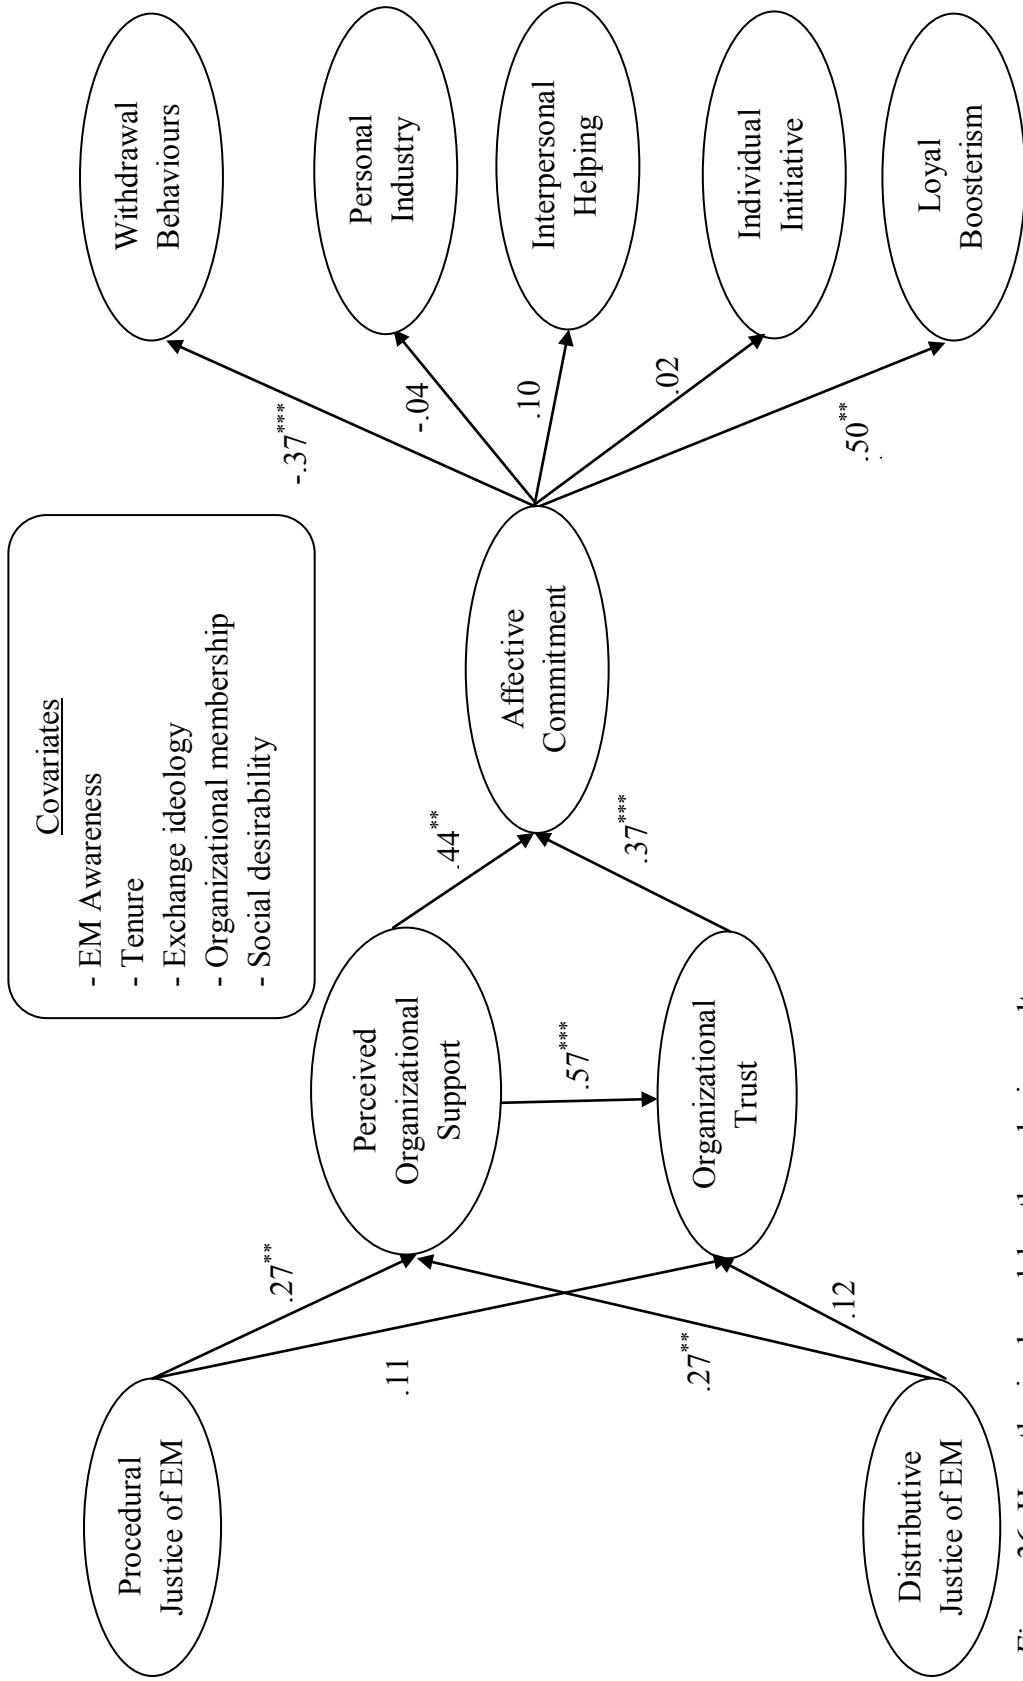 Covariates
- EM Awareness
- Tenure
- Exchange ideology
- Organizational membership
- Social desirability
Procedural
Justice of EM
Withdrawal
Behaviours
.27**
-.37***
Perceived
Organizational
Support
Personal
Industry
.11
.44**
-.04
Affective
Commitment
Interpersonal
Helping
.57***
.10
.27**
.37***
.02
Organizational
Trust
Individual
Initiative
.12
.50**
Distributive
Justice of EM
Loyal
Boosterism